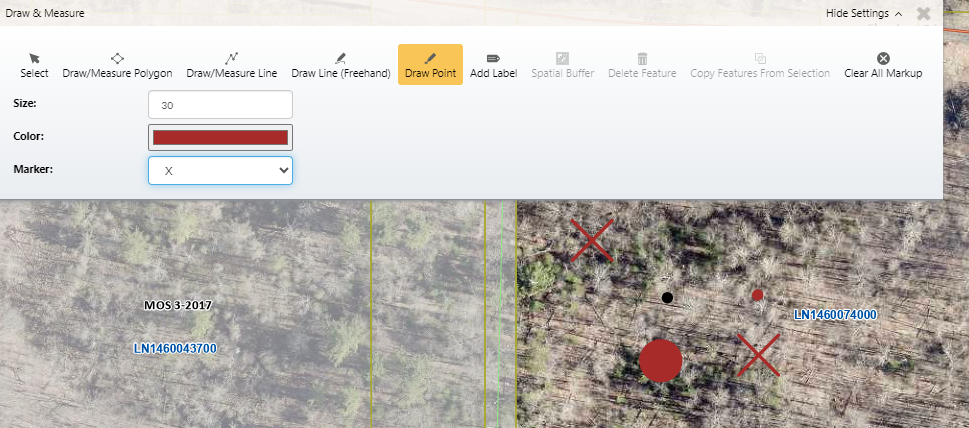 Draw & Measure
Hide Settings
Select
Draw/Measure Polygon
Draw/Measure Line
Draw Line (Freehand)
Draw Point
Add Label
Spatial Buffer
Delete Feature
Copy Features From Selection
Clear All Markup
Size: 30
Color:
Marker: X
MOS 3-2017
LN1460043700
LN1460074000